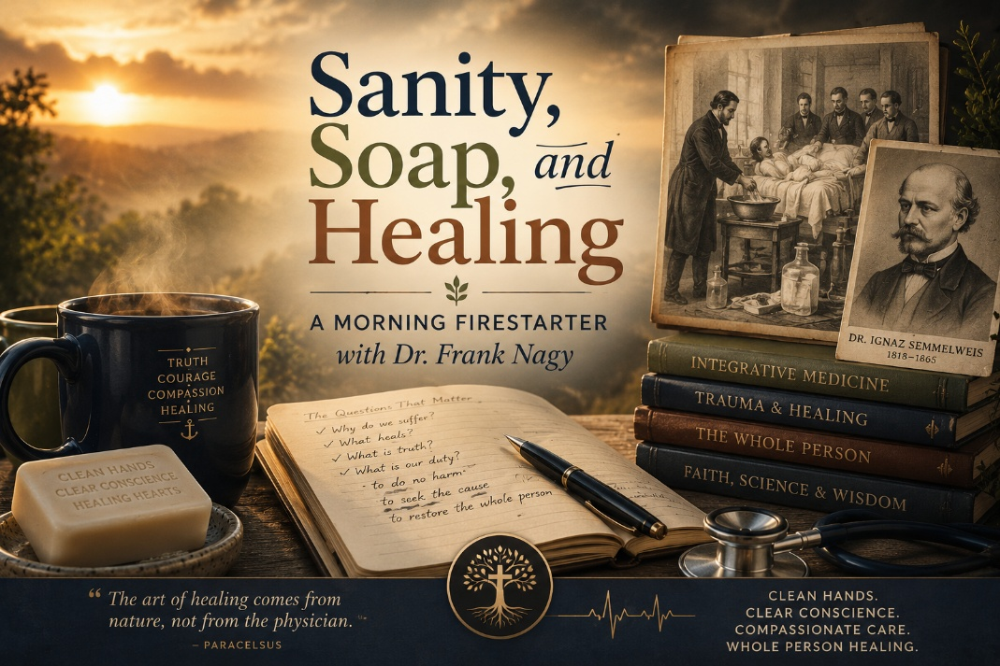 Sanity,
Soap, and
Healing
A MORNING FIRESTARTER
with Dr. Frank Nagy
TRUTH
COURAGE
COMPASSION
HEALING
CLEAN HANDS
CLEAR CONSCIENCE
HEALING HEARTS
The Questions That Matter
✓ Why do we suffer?
✓ What heals?
✓ What is truth?
✓ What is our duty?
- to do no harm
to seek the cause
to restore the whole person
DR. IGNAZ SEMMELWEIS
1818–1865
INTEGRATIVE MEDICINE
TRAUMA & HEALING
THE WHOLE PERSON
FAITH, SCIENCE & WISDOM
“ The art of healing comes from
nature, not from the physician.
– PARACELSUS
CLEAN HANDS.
CLEAR CONSCIENCE.
COMPASSIONATE CARE.
WHOLE PERSON HEALING.